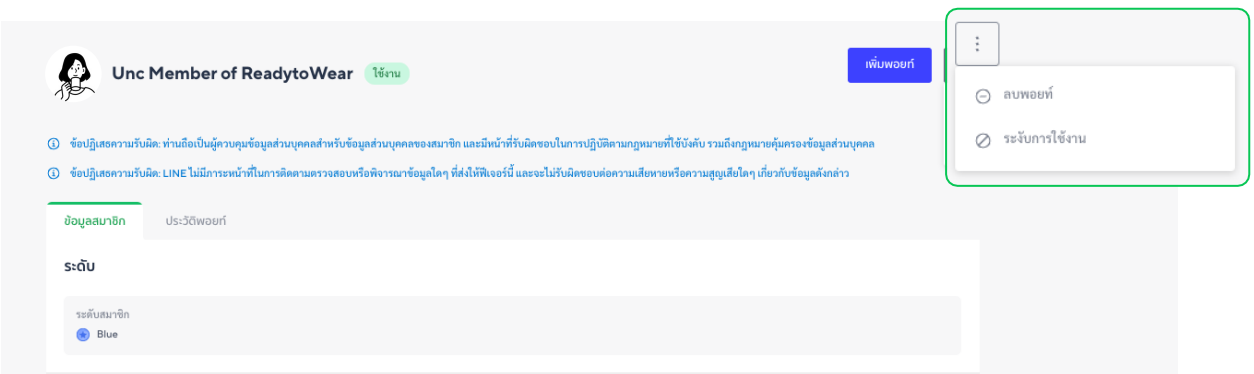 Unc Member of ReadytoWear ใช้งาน
เพิ่มพอยท์
ลบพอยท์
ระงับการใช้งาน
ข้อปฏิเสธความรับผิด: ท่านถือเป็นผู้ควบคุมข้อมูลส่วนบุคคลสำหรับข้อมูลส่วนบุคคลของสมาชิก และมีหน้าที่รับผิดชอบในการปฏิบัติตามกฎหมายที่ใช้บังคับ รวมถึงกฎหมายคุ้มครองข้อมูลส่วนบุคคล
ข้อปฏิเสธความรับผิด: LINE ไม่มีภาระหน้าที่ในการติดตามตรวจสอบหรือพิจารณาข้อมูลใดๆ ที่ส่งให้ฟีเจอร์นี้ และจะไม่รับผิดชอบต่อความเสียหายหรือความสูญเสียใดๆ เกี่ยวกับข้อมูลดังกล่าว
ข้อมูลสมาชิก ประวัติพอยท์
ระดับ
ระดับสมาชิก
Blue